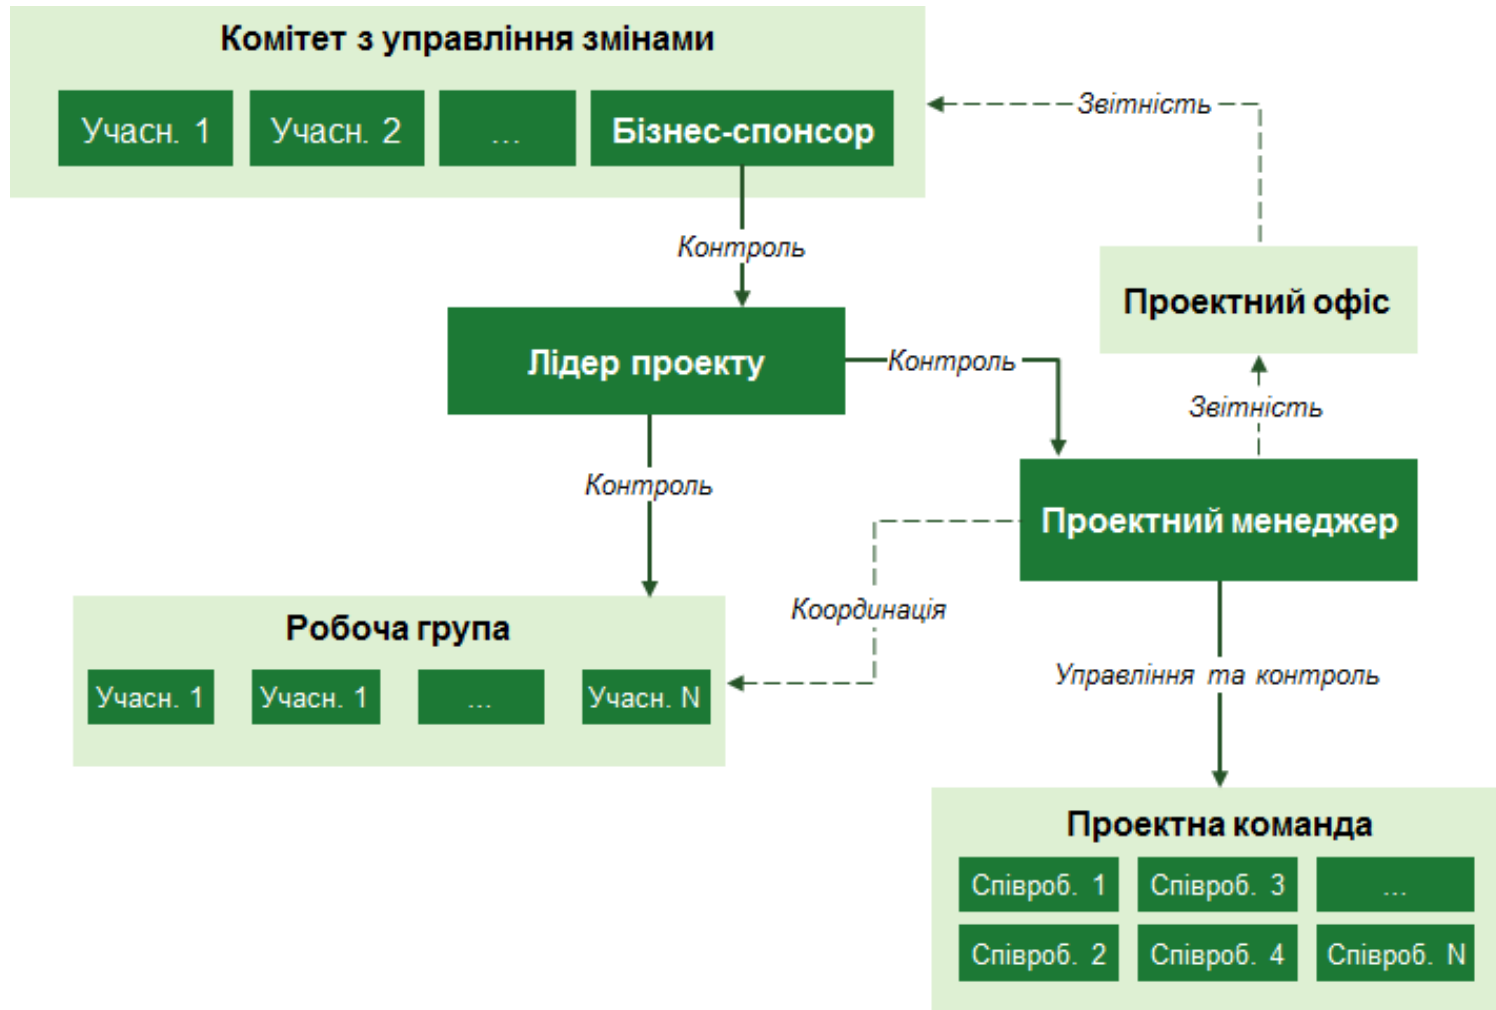 Комітет з управління змінами
Учасн. 1
Учасн. 2
...
Бізнес-спонсор
Звітність
Контроль
Проектний офіс
Лідер проекту
Контроль
Звітність
Контроль
Проектний менеджер
Координація
Робоча група
Учасн. 1
Учасн. 1
...
Учасн. N
Управління та контроль
Проектна команда
Співроб. 1
Співроб. 3
...
Співроб. 2
Співроб. 4
Співроб. N